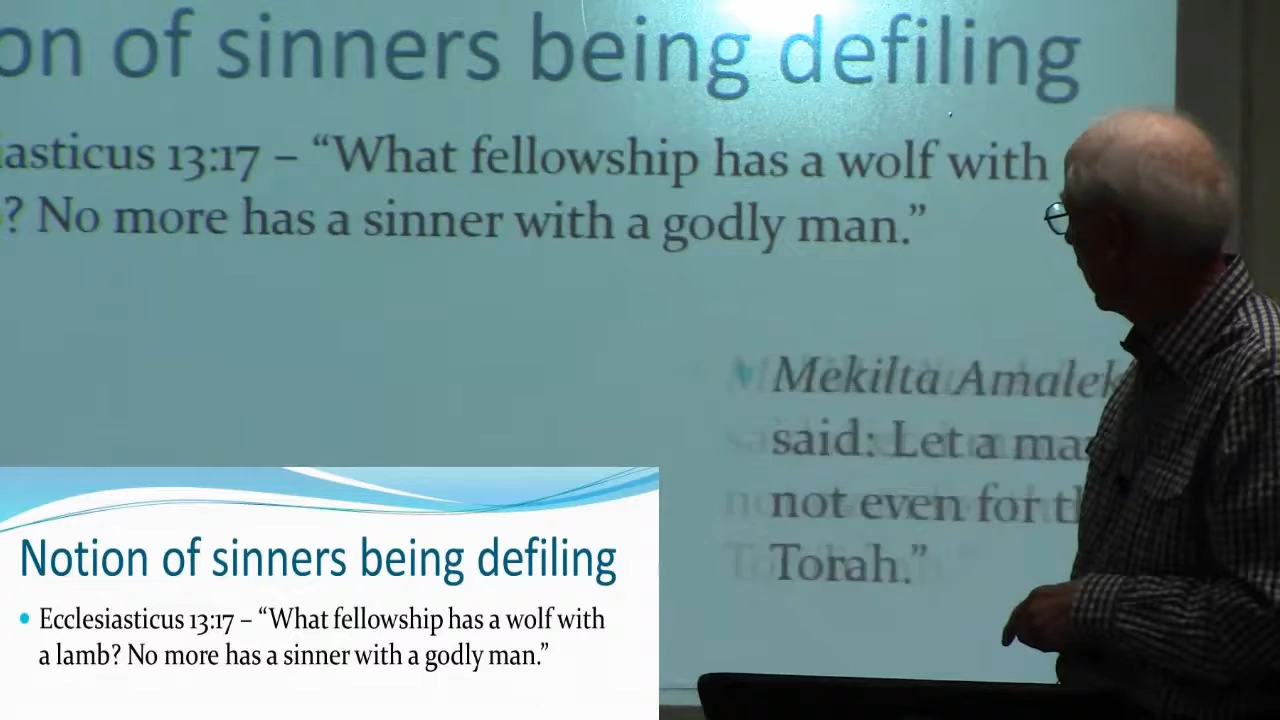 on of sinners being defiling
iasticus 13:17 – “What fellowship has a wolf with
? No more has a sinner with a godly man.”
Mekilta Amalek
said: Let a ma
not even for th
Torah.”
Notion of sinners being defiling
• Ecclesiasticus 13:17 – “What fellowship has a wolf with
a lamb? No more has a sinner with a godly man.”